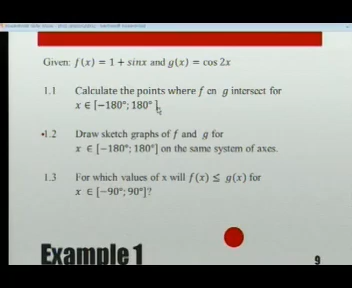 Given: f(x) = 1 + sinx and g(x) = cos 2x
1.1 Calculate the points where f en g intersect for
x ∈ [−180°; 180°]
•1.2 Draw sketch graphs of f and g for
x ∈ [−180°; 180°] on the same system of axes.
1.3 For which values of x will f(x) ≤ g(x) for
x ∈ [−90°; 90°]?
Example 1
9